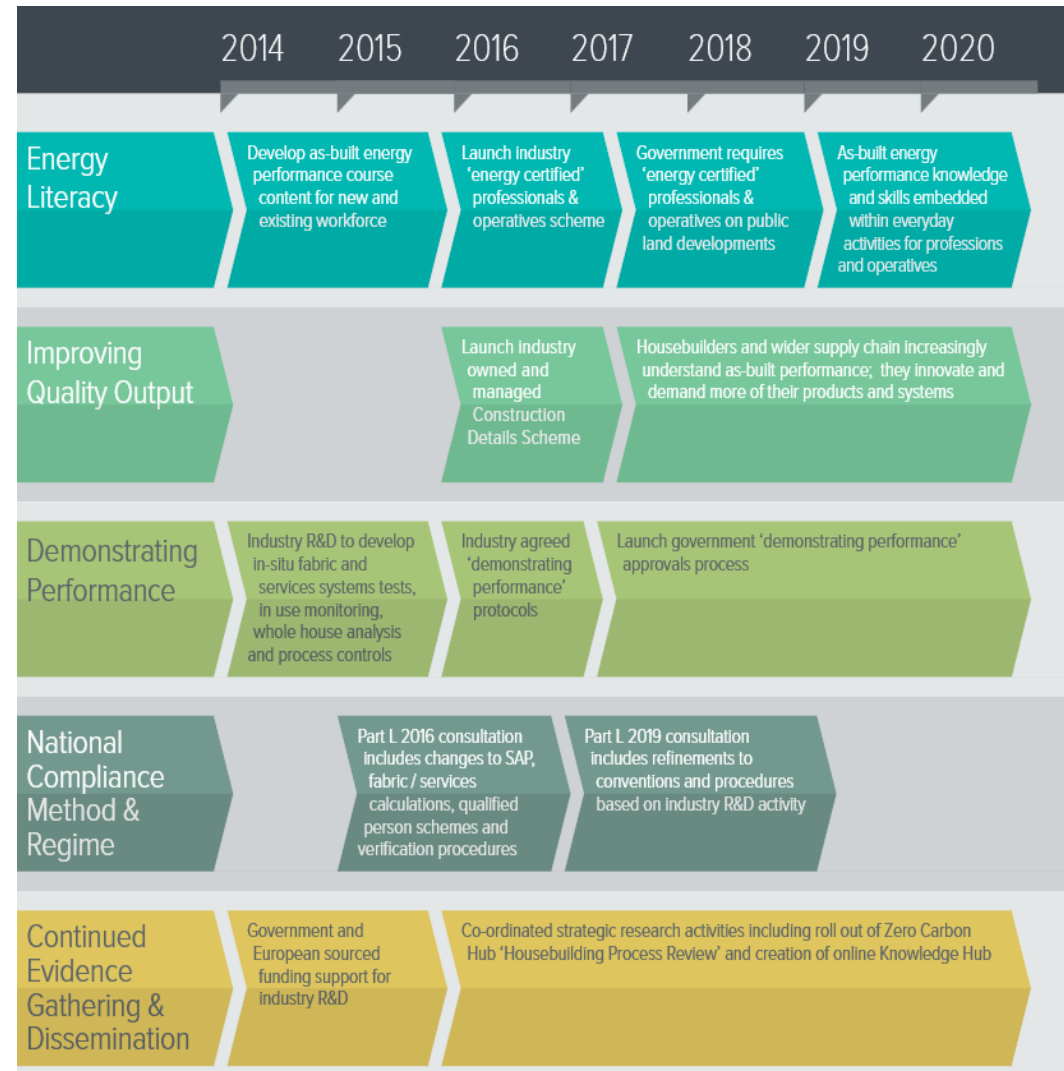 2014 2015 2016 2017 2018 2019 2020
Energy
Literacy
Develop as-built energy
performance course
content for new and
existing workforce
Launch industry
‘energy certified’
professionals &
operatives scheme
Government requires
‘energy certified’
professionals &
operatives on public
land developments
As-built energy
performance knowledge
and skills embedded
within everyday
activities for professions
and operatives
Improving
Quality Output
Launch industry
owned and
managed
Construction
Details Scheme
Housebuilders and wider supply chain increasingly
understand as-built performance; they innovate and
demand more of their products and systems
Demonstrating
Performance
Industry R&D to develop
in-situ fabric and
services systems tests,
in use monitoring,
whole house analysis
and process controls
Industry agreed
‘demonstrating
performance’
protocols
Launch government ‘demonstrating performance’
approvals process
National
Compliance
Method &
Regime
Part L 2016 consultation
includes changes to SAP,
fabric / services
calculations, qualified
person schemes and
verification procedures
Part L 2019 consultation
includes refinements to
conventions and procedures
based on industry R&D activity
Continued
Evidence
Gathering &
Dissemination
Government and
European sourced
funding support for
industry R&D
Co-ordinated strategic research activities including roll out of Zero Carbon
Hub ‘Housebuilding Process Review’ and creation of online Knowledge Hub